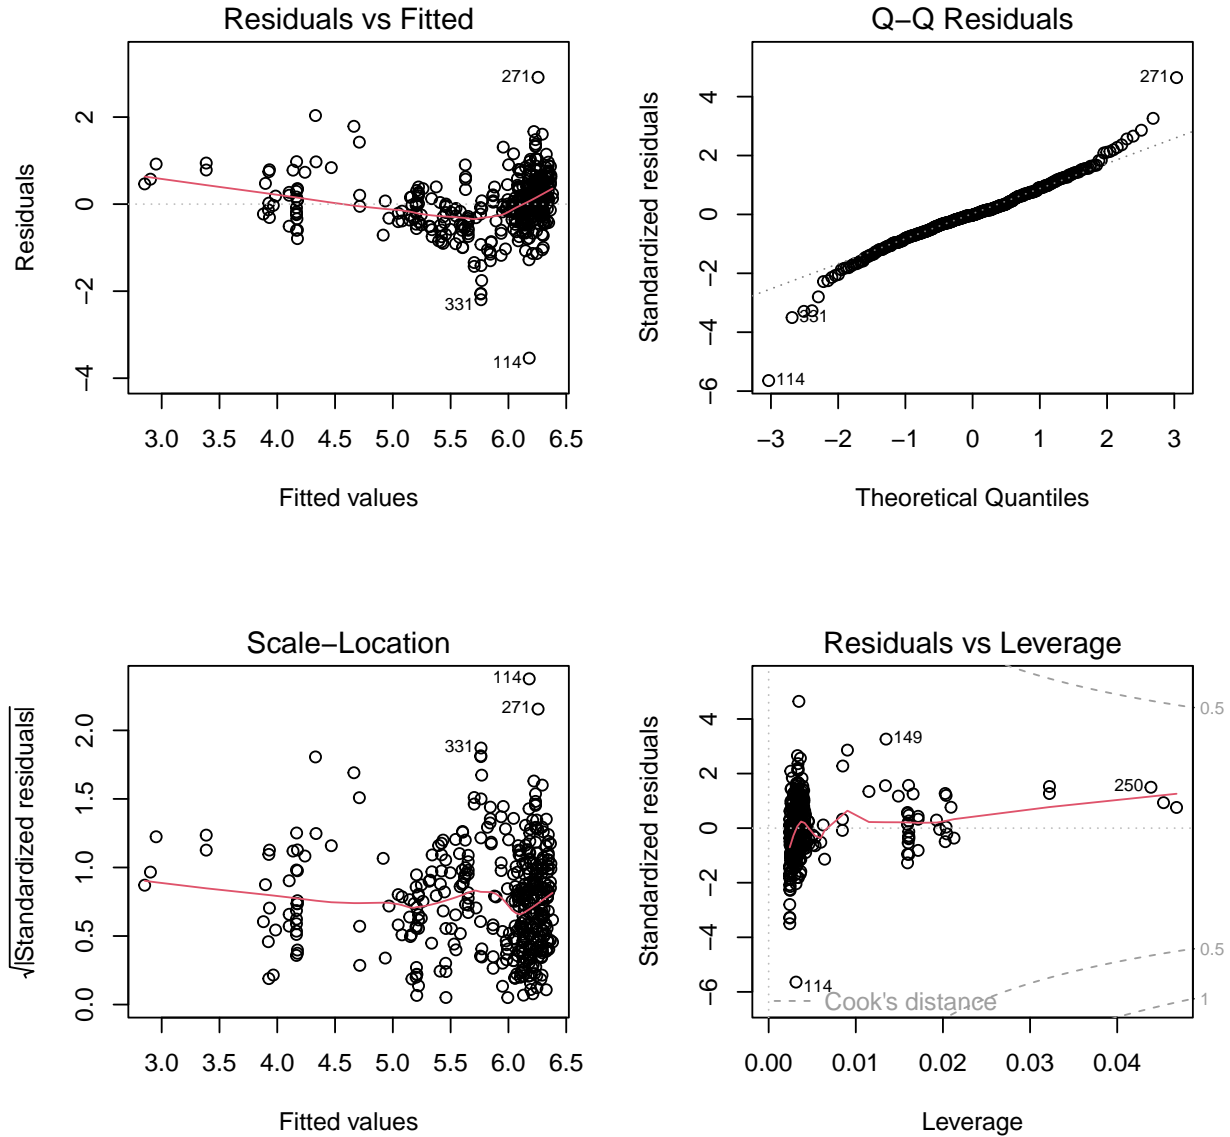 Residuals vs Fitted
Residuals
−4
−2
0
2
271
331
114
3.0 3.5 4.0 4.5 5.0 5.5 6.0 6.5
Fitted values
Q−Q Residuals
Standardized residuals
−6
−4
−2
0
2
4
271
331
114
−3 −2 −1 0 1 2 3
Theoretical Quantiles
Scale−Location
√|Standardized residuals|
0.0
0.5
1.0
1.5
2.0
114
271
331
3.0 3.5 4.0 4.5 5.0 5.5 6.0 6.5
Fitted values
Residuals vs Leverage
Standardized residuals
−6
−4
−2
0
2
4
149
250
114
0.5
0.5
1
Cook's distance
0.00 0.01 0.02 0.03 0.04
Leverage